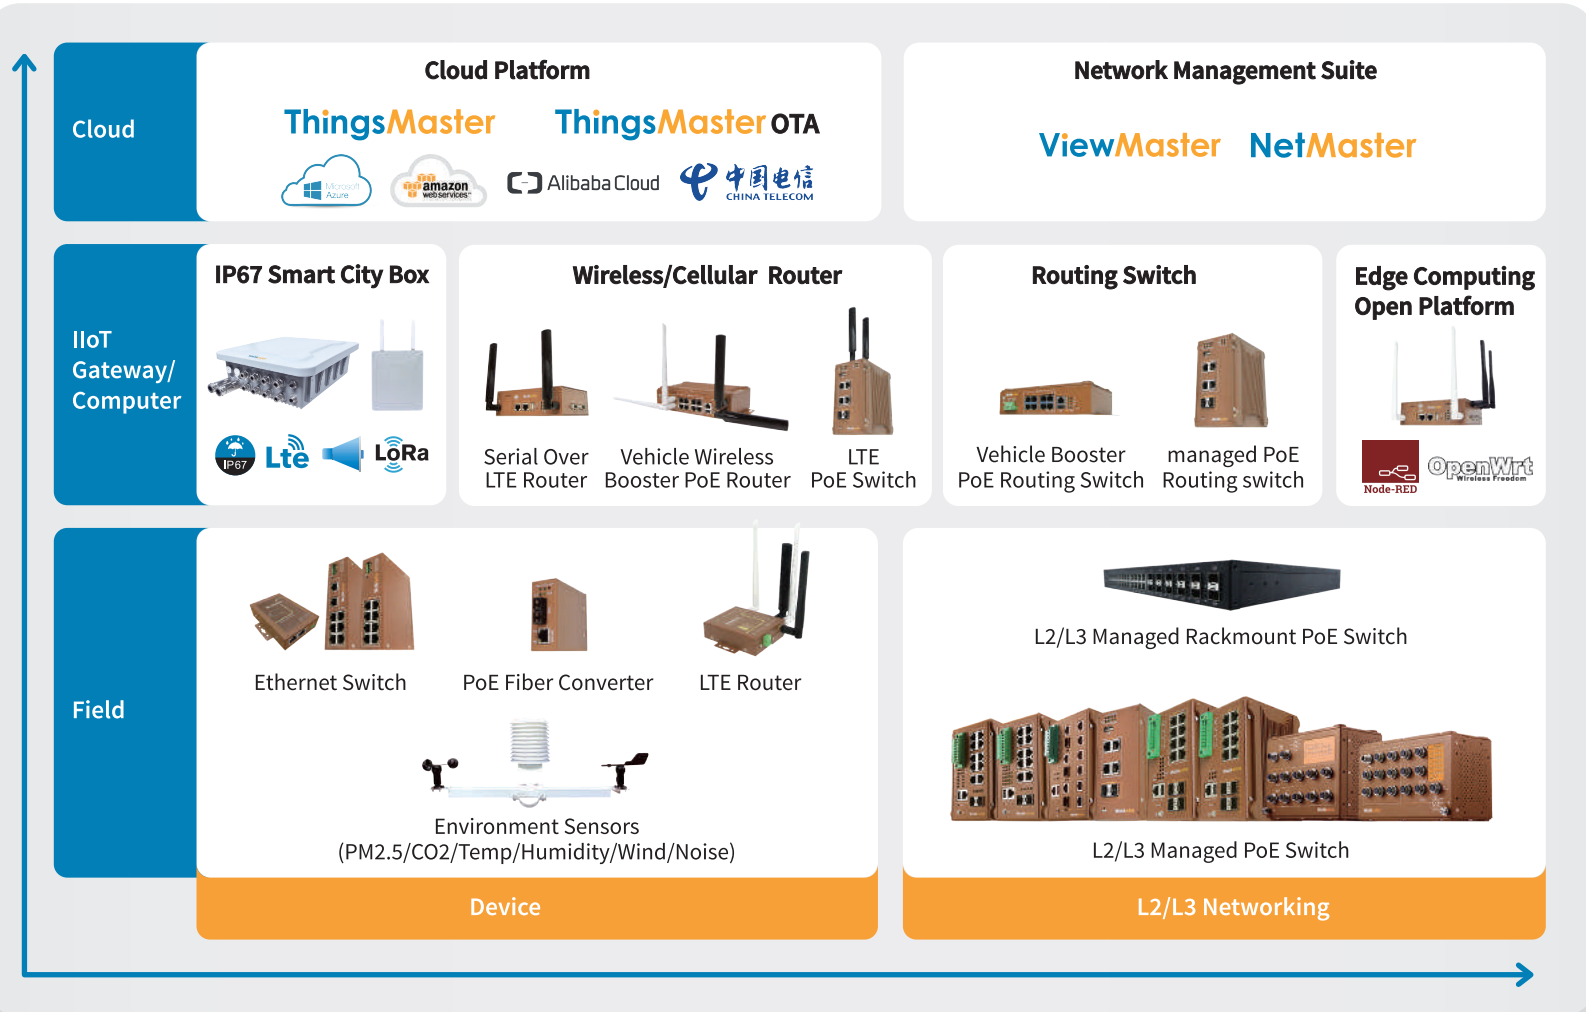 Cloud
Cloud Platform
ThingsMaster
ThingsMaster OTA
Microsoft
Azure
amazon
web services
Alibaba Cloud
中国电信
CHINA TELECOM
Network Management Suite
ViewMaster
NetMaster
IIoT
Gateway/
Computer
IP67 Smart City Box
IP67
Lte
LoRa
Wireless/Cellular Router
Serial Over
LTE Router
Vehicle Wireless
Booster PoE Router
LTE
PoE Switch
Routing Switch
Vehicle Booster
PoE Routing Switch
managed PoE
Routing switch
Edge Computing
Open Platform
Node-RED
OpenWrt
Wireless Freedom
Field
Ethernet Switch
PoE Fiber Converter
LTE Router
Environment Sensors
(PM2.5/CO2/Temp/Humidity/Wind/Noise)
L2/L3 Managed Rackmount PoE Switch
L2/L3 Managed PoE Switch
Device
L2/L3 Networking